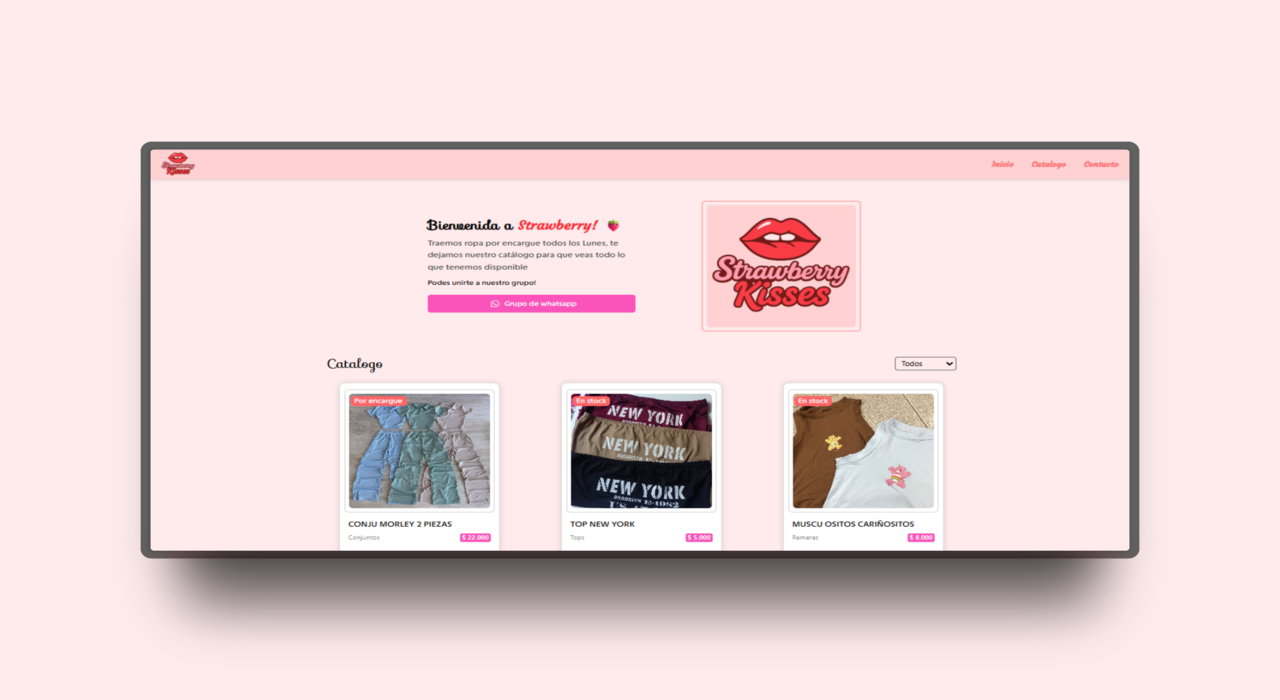 Strawberry
Kisses
Inicio
Catalogo
Contacto
Bienvenida a Strawberry! 🍓
Traemos ropa por encargue todos los Lunes, te
dejamos nuestro catálogo para que veas todo lo
que tenemos disponible
Podes unirte a nuestro grupo!
Grupo de whatsapp
Strawberry
Kisses
Catalogo
Todos
Por encargue
CONJU MORLEY 2 PIEZAS
Conjuntos
$ 22.000
En stock
NEW YORK
NEW YORK
NEW YORK
BROOKLYN 10-1982
TOP NEW YORK
Tops
$ 5.000
En stock
MUSCU OSITOS CARIÑOSITOS
Remeras
$ 8.000